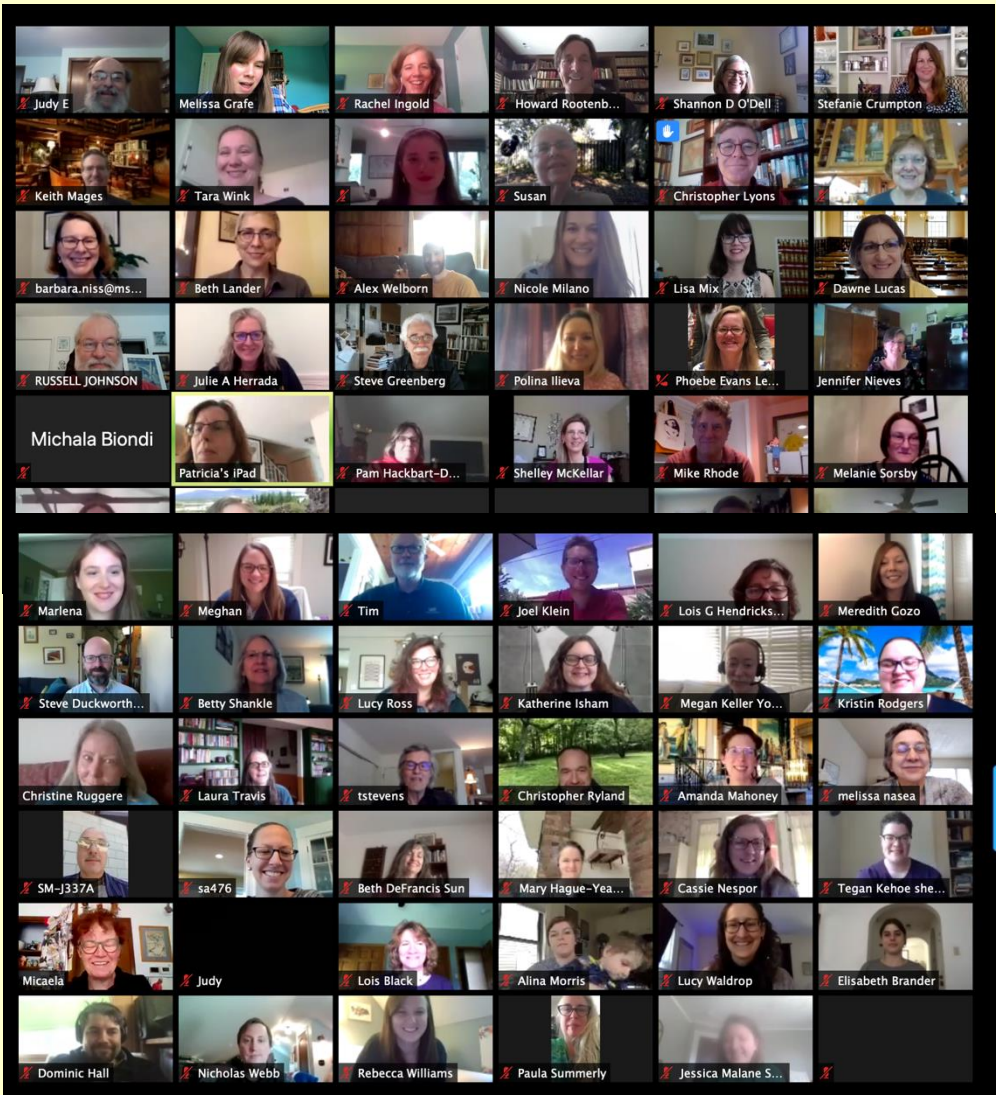 Judy E
Melissa Grafe
Rachel Ingold
Howard Rootenb...
Shannon D O'Dell
Stefanie Crumpton
Keith Mages
Tara Wink
Susan
Christopher Lyons
barbara.niss@ms...
Beth Lander
Alex Welborn
Nicole Milano
Lisa Mix
Dawne Lucas
RUSSELL JOHNSON
Julie A Herrada
Steve Greenberg
Polina Ilieva
Phoebe Evans Le...
Jennifer Nieves
Michala Biondi
Patricia's iPad
Pam Hackbart-D...
Shelley McKellar
Mike Rhode
Melanie Sorsby
Marlena
Meghan
Tim
Joel Klein
Lois G Hendricks...
Meredith Gozo
Steve Duckworth...
Betty Shankle
Lucy Ross
Katherine Isham
Megan Keller Yo...
Kristin Rodgers
Christine Ruggere
Laura Travis
tstevens
Christopher Ryland
Amanda Mahoney
melissa nasea
SM-J337A
sa476
Beth DeFrancis Sun
Mary Hague-Yea...
Cassie Nespor
Tegan Kehoe she...
Micaela
Judy
Lois Black
Alina Morris
Lucy Waldrop
Elisabeth Brander
Dominic Hall
Nicholas Webb
Rebecca Williams
Paula Summerly
Jessica Malane S...